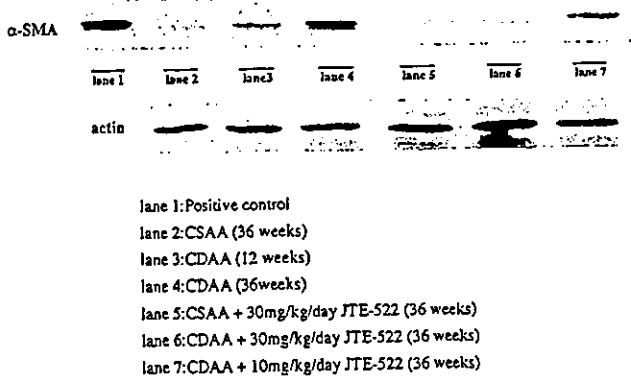 α-SMA
lane 1 lane 2 lane3 lane 4 lane 5 lane 6 lane 7
actin
lane 1:Positive control
lane 2:CSAA (36 weeks)
lane 3:CDAA (12 weeks)
lane 4:CDAA (36weeks)
lane 5:CSAA + 30mg/kg/day JTE-522 (36 weeks)
lane 6:CDAA + 30mg/kg/day JTE-522 (36 weeks)
lane 7:CDAA + 10mg/kg/day JTE-522 (36 weeks)